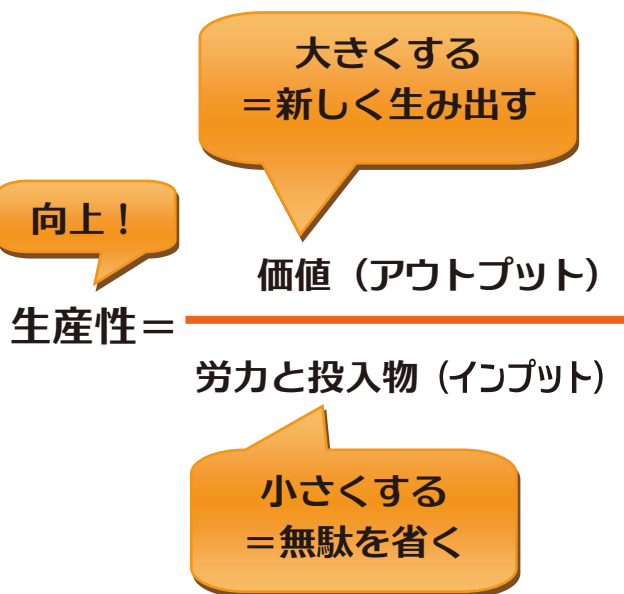 大きくする
＝新しく生み出す
向上！
価値（アウトプット）
生産性＝
労力と投入物（インプット）
小さくする
＝無駄を省く